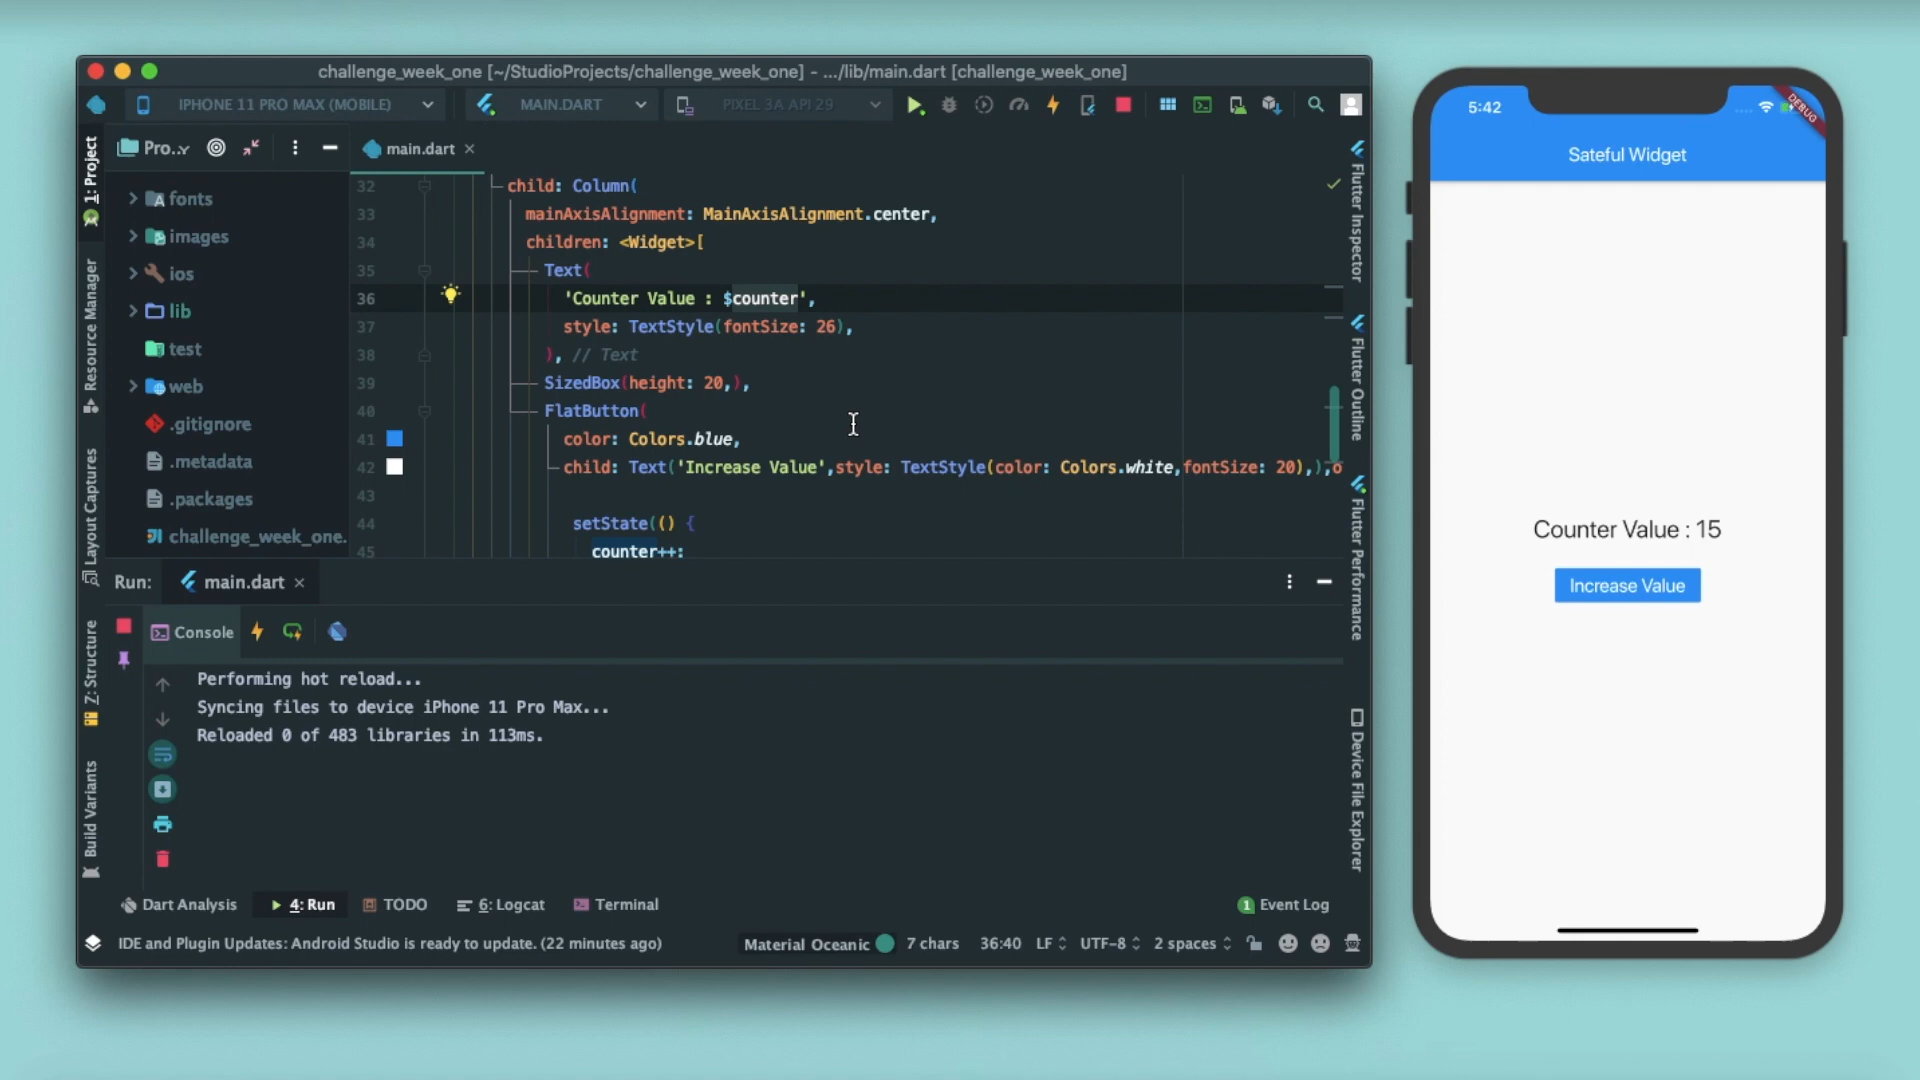 challenge_week_one [~/StudioProjects/challenge_week_one] - .../lib/main.dart [challenge_week_one]
IPHONE 11 PRO MAX (MOBILE)
MAIN.DART
PIXEL 3A API 29
1: Project
Pro...
main.dart
fonts
images
ios
lib
test
web
.gitignore
.metadata
.packages
challenge_week_one.
32 child: Column(
33 mainAxisAlignment: MainAxisAlignment.center,
34 children: <Widget>[
35 Text(
36 'Counter Value : $counter',
37 style: TextStyle(fontSize: 26),
38 ), // Text
39 SizedBox(height: 20,),
40 FlatButton(
41 color: Colors.blue,
42 child: Text('Increase Value',style: TextStyle(color: Colors.white,fontSize: 20),),o
43
44 setState(() {
45 counter++;
Resource Manager
Layout Captures
Z: Structure
Build Variants
Flutter Inspector
Flutter Outline
Flutter Performance
Device File Explorer
Run: main.dart
Console
Performing hot reload...
Syncing files to device iPhone 11 Pro Max...
Reloaded 0 of 483 libraries in 113ms.
Dart Analysis
4: Run
TODO
6: Logcat
Terminal
1 Event Log
IDE and Plugin Updates: Android Studio is ready to update. (22 minutes ago)
Material Oceanic
7 chars
36:40
LF
UTF-8
2 spaces
5:42
DEBUG
Sateful Widget
Counter Value : 15
Increase Value